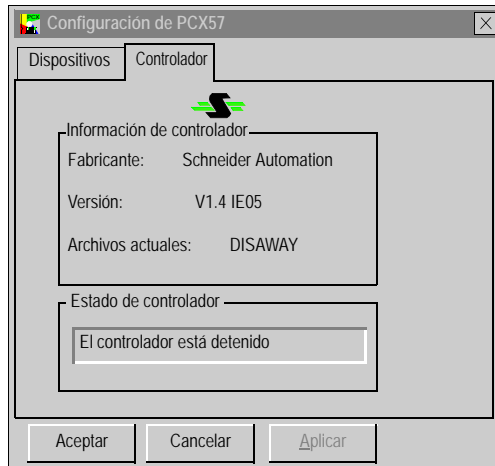 Configuración de PCX57
Dispositivos Controlador
Información de controlador
Fabricante: Schneider Automation
Versión: V1.4 IE05
Archivos actuales: DISAWAY
Estado de controlador
El controlador está detenido
Aceptar Cancelar Aplicar